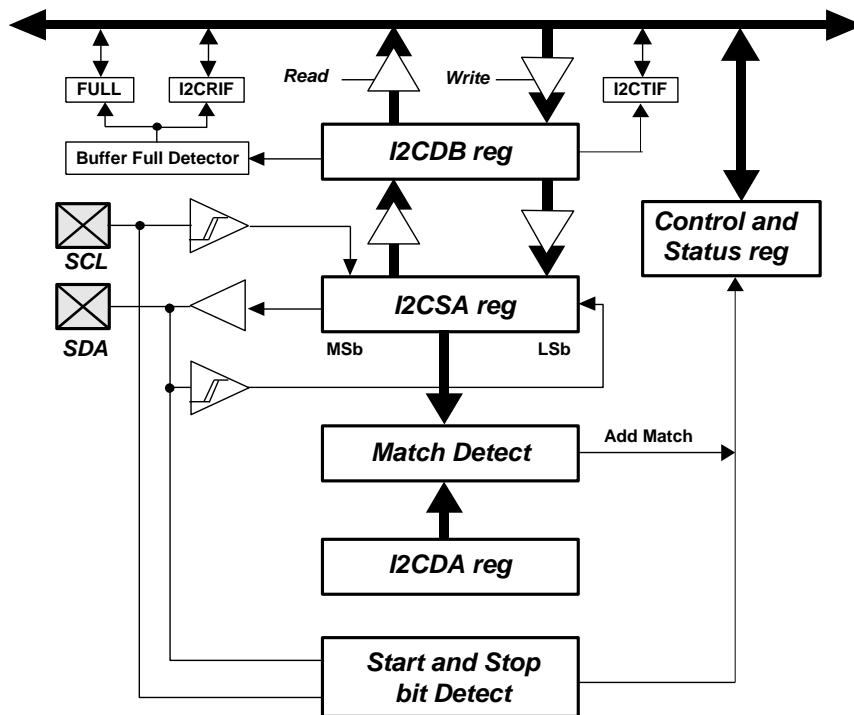 Read
Write
FULL
I2CRIF
I2CTIF
Buffer Full Detector
I2CDB reg
Control and
Status reg
SCL
SDA
I2CSA reg
MSb
LSb
Match Detect
Add Match
I2CDA reg
Start and Stop
bit Detect